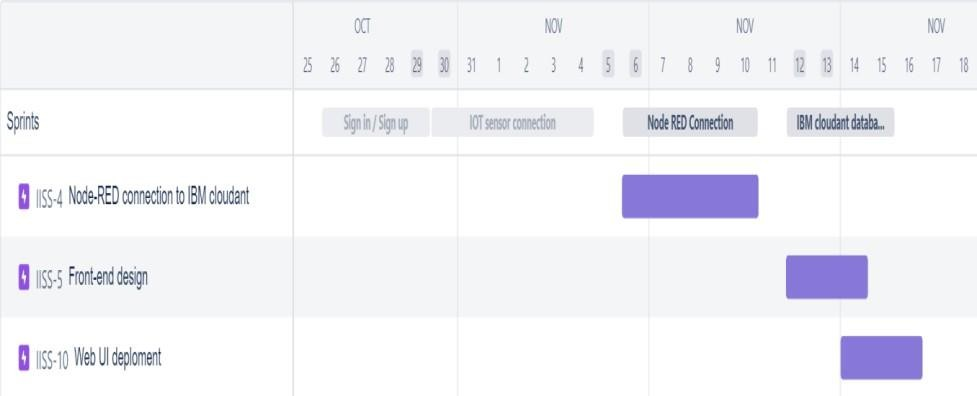 OCT NOV NOV NOV
25 26 27 28 29 30 31 1 2 3 4 5 6 7 8 9 10 11 12 13 14 15 16 17 18
Sprints Sign in / Sign up IOT sensor connection Node RED Connection IBM cloudant databa...
IISS-4 Node-RED connection to IBM cloudant
IISS-5 Front-end design
IISS-10 Web UI deploment